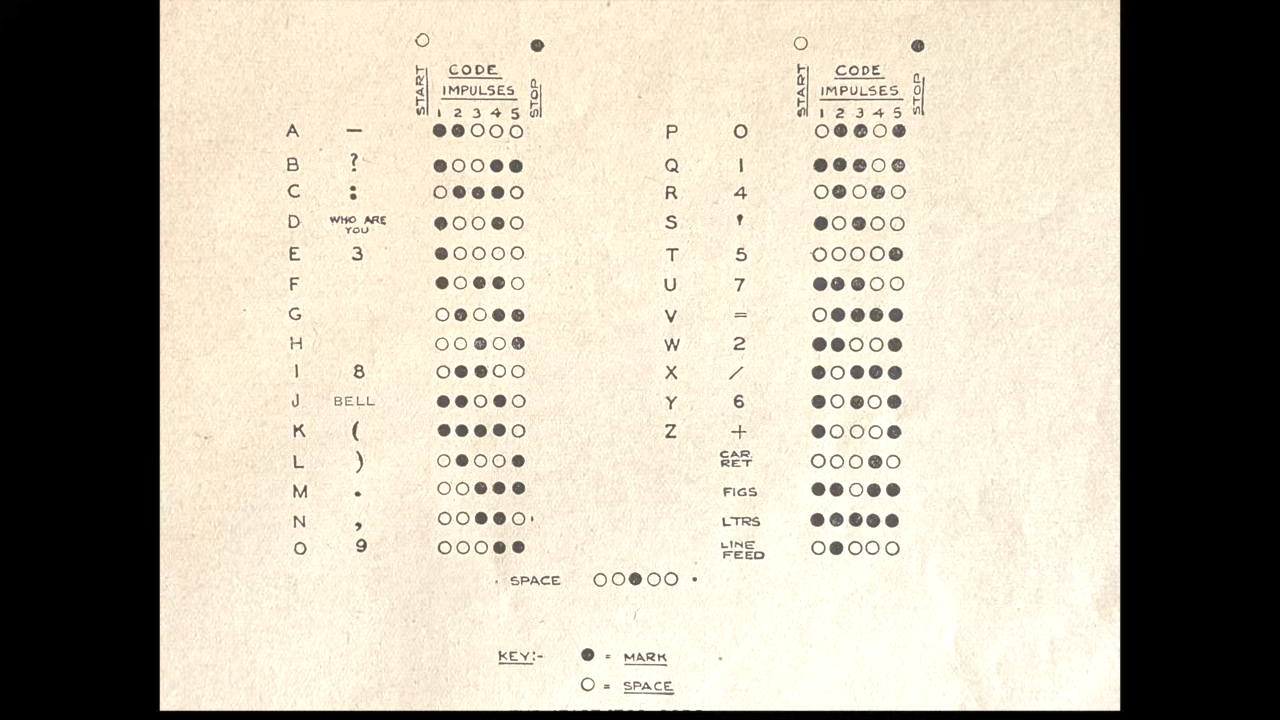 START CODE IMPULSES STOP
1 2 3 4 5
A —
B ?
C :
D WHO ARE YOU
E 3
F
G
H
I 8
J BELL
K (
L )
M .
N ,
O 9
START CODE IMPULSES STOP
1 2 3 4 5
P 0
Q 1
R 4
S '
T 5
U 7
V =
W 2
X /
Y 6
Z +
CAR. RET
FIGS
LTRS
LINE FEED
SPACE
KEY:-
● = MARK
○ = SPACE